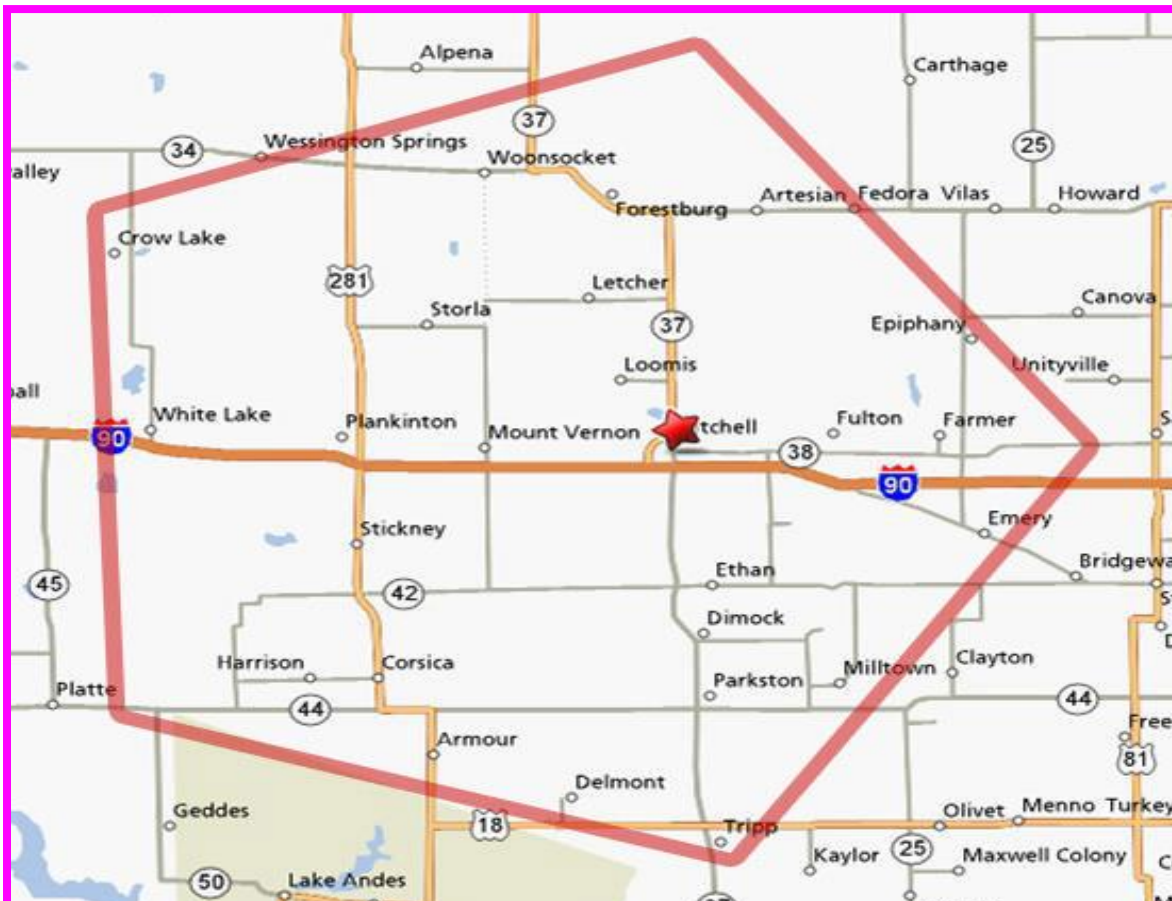 Alpena
Carthage
37
25
34
Wessington Springs
Woonsocket
alley
Artesian
Fedora
Vilas
Howard
Forestburg
Crow Lake
281
Letcher
Canova
Storla
37
Epiphany
Loomis
Unityville
all
White Lake
Plankinton
Mount Vernon
tchell
Fulton
Farmer
90
38
90
Stickney
Emery
Ethan
Bridgewa
45
42
Dimock
Harrison
Corsica
Milltown
Clayton
Platte
Parkston
44
44
Armour
Free
81
Delmont
Geddes
18
Olivet
Menno
Turkey
Tripp
Kaylor
25
Maxwell Colony
50
Lake Andes